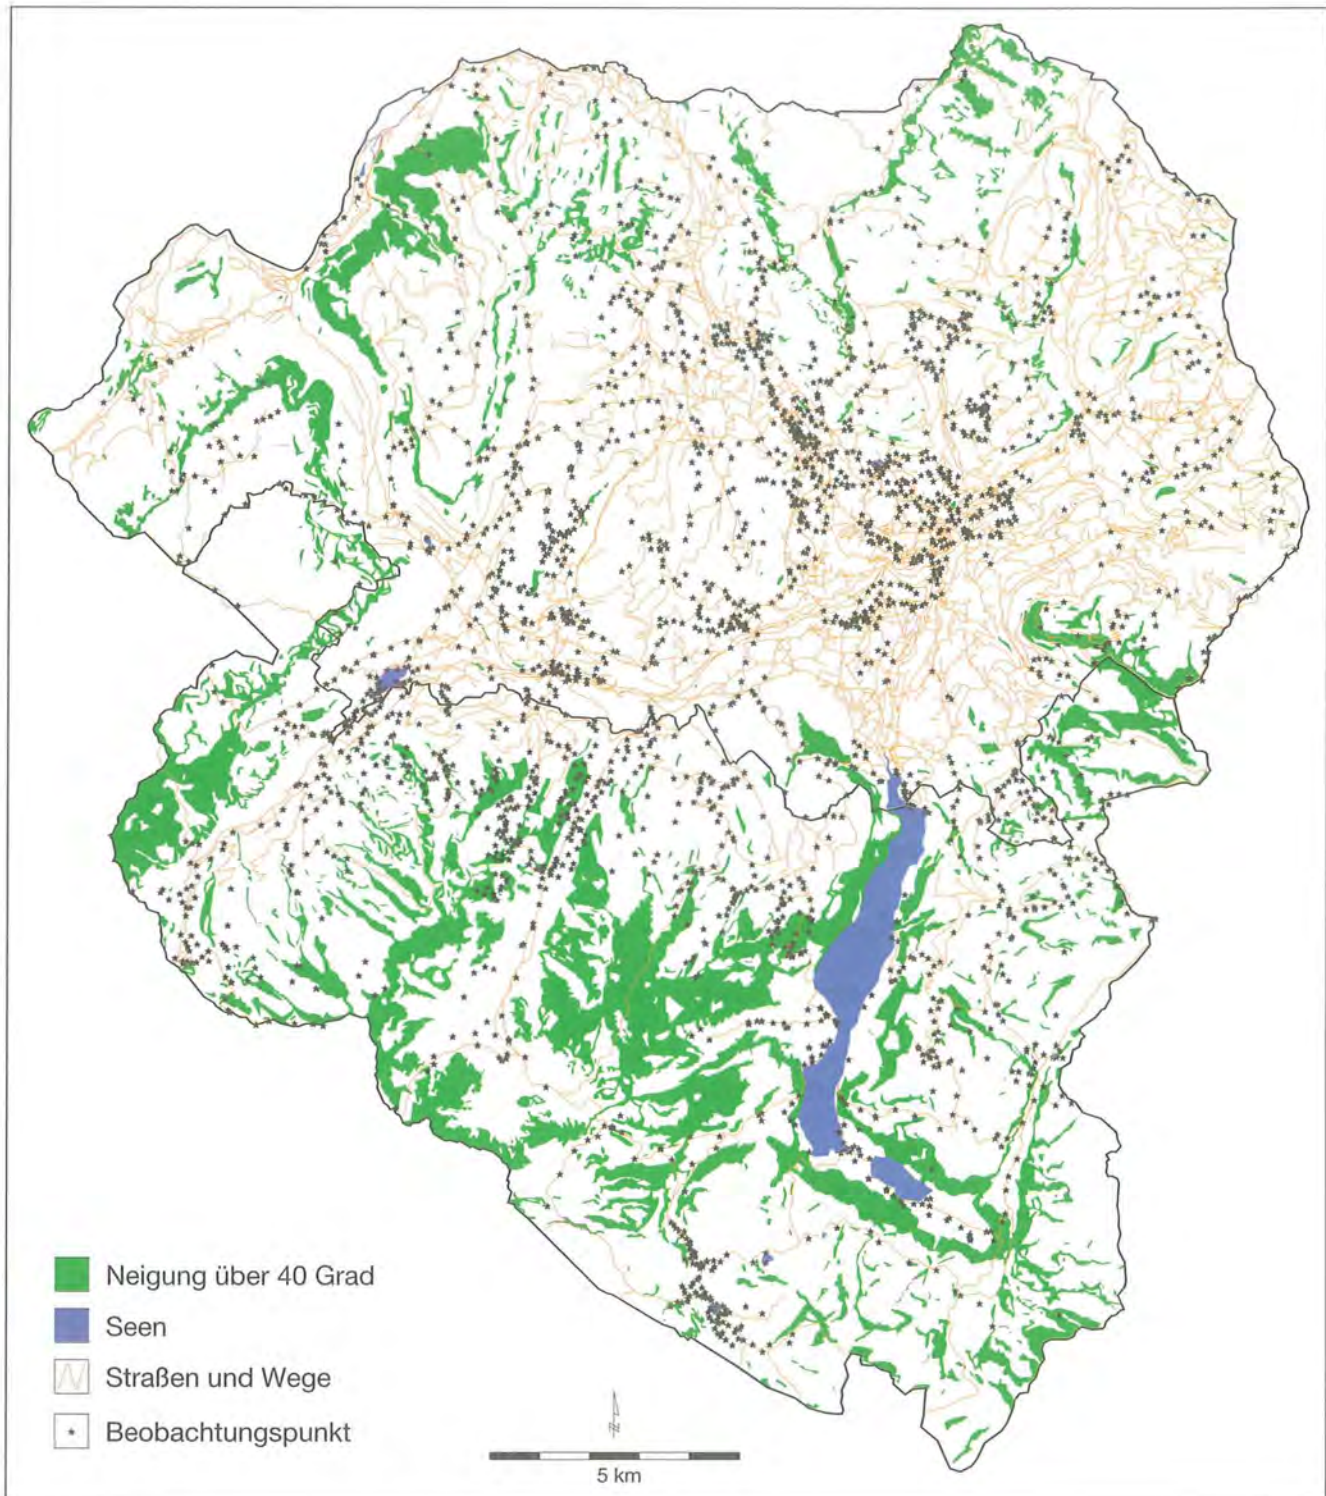 Neigung über 40 Grad
Seen
Straßen und Wege
Beobachtungspunkt
N
5 km